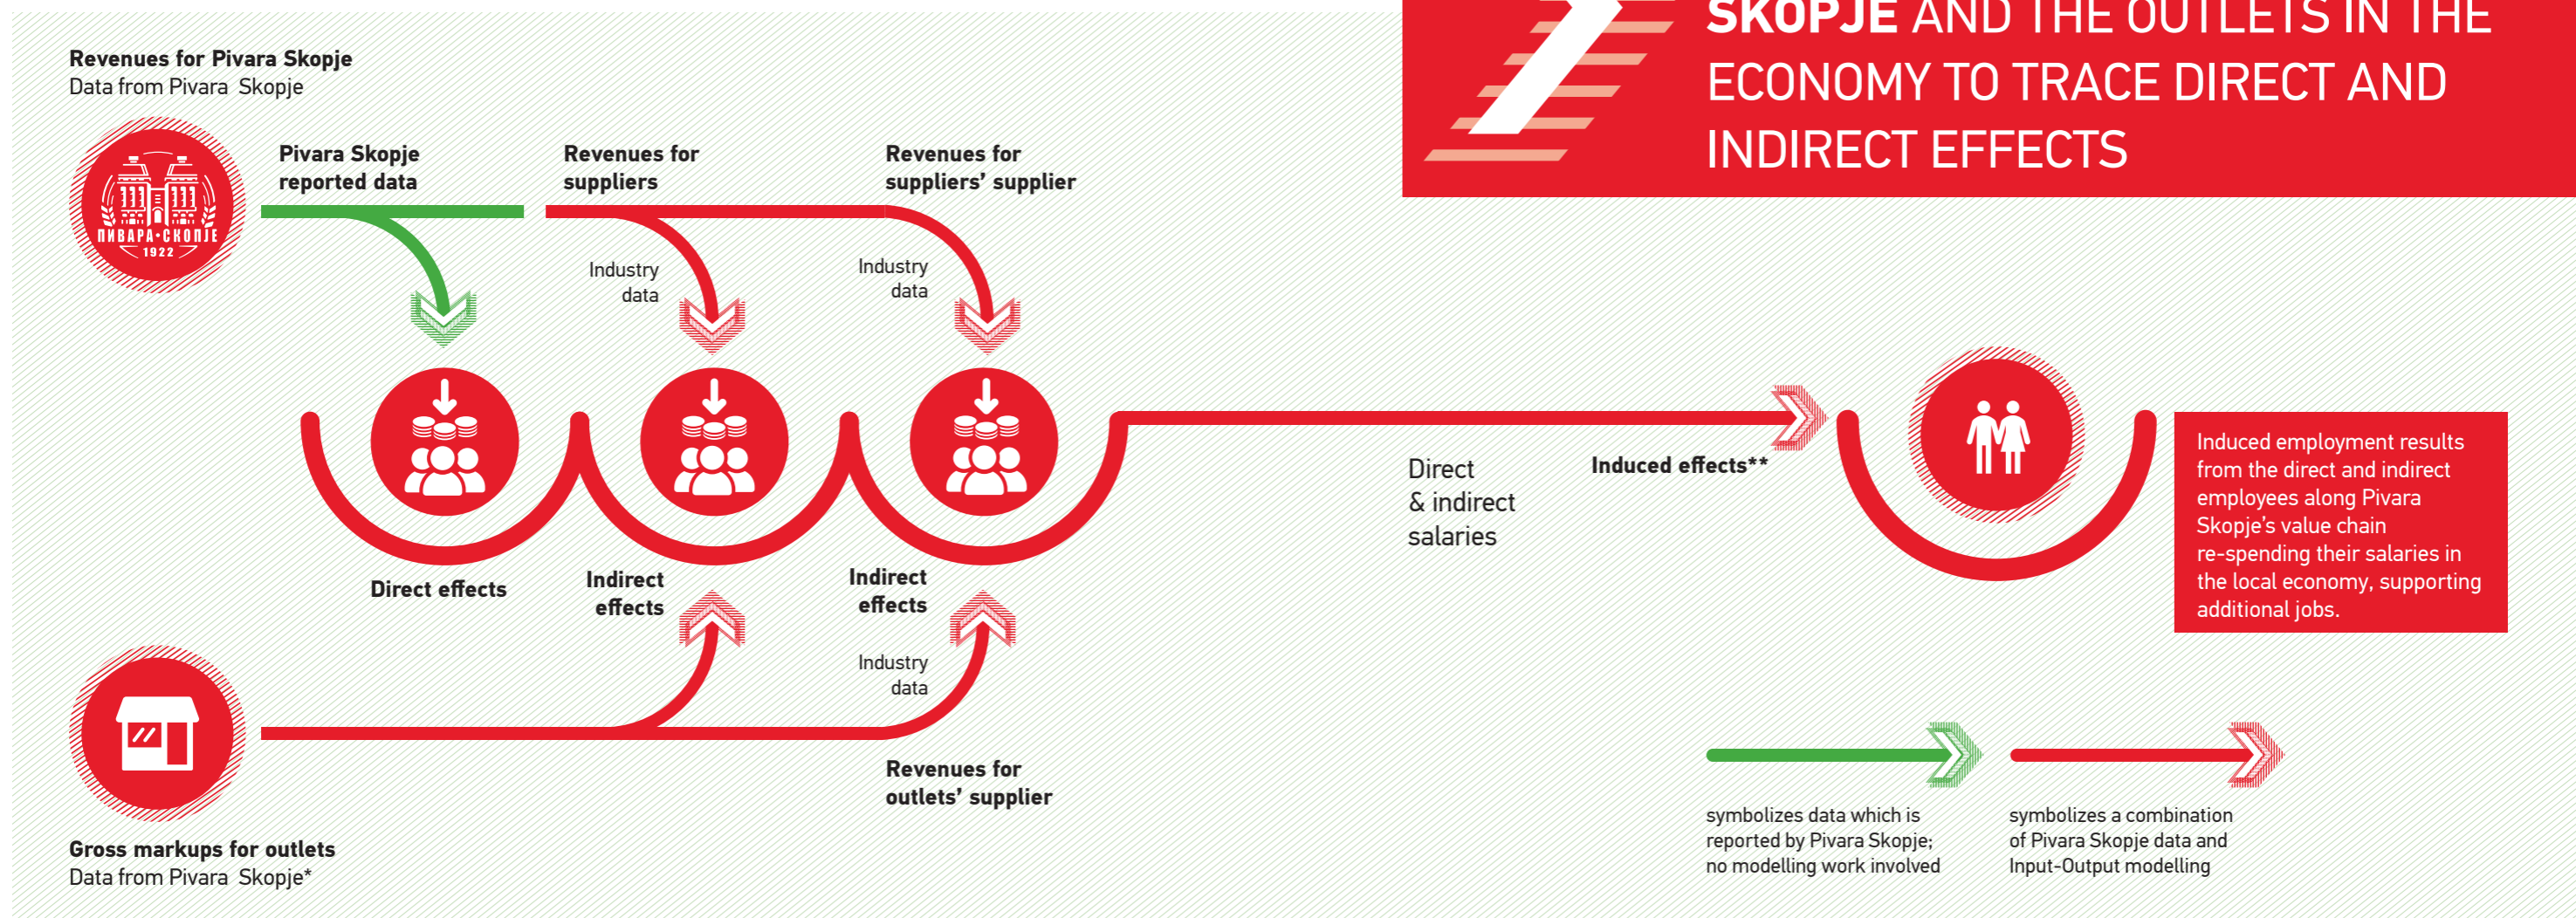 SKOPJE AND THE OUTLETS IN THE
ECONOMY TO TRACE DIRECT AND
INDIRECT EFFECTS
Revenues for Pivara Skopje
Data from Pivara Skopje
ПИВАРА•СКОПЈЕ
1922
Pivara Skopje
reported data
Revenues for
suppliers
Revenues for
suppliers’ supplier
Industry
data
Industry
data
Direct effects
Indirect
effects
Indirect
effects
Direct
& indirect
salaries
Induced effects**
Induced employment results
from the direct and indirect
employees along Pivara
Skopje’s value chain
re-spending their salaries in
the local economy, supporting
additional jobs.
Industry
data
Revenues for
outlets’ supplier
Gross markups for outlets
Data from Pivara Skopje*
symbolizes data which is
reported by Pivara Skopje;
no modelling work involved
symbolizes a combination
of Pivara Skopje data and
Input-Output modelling